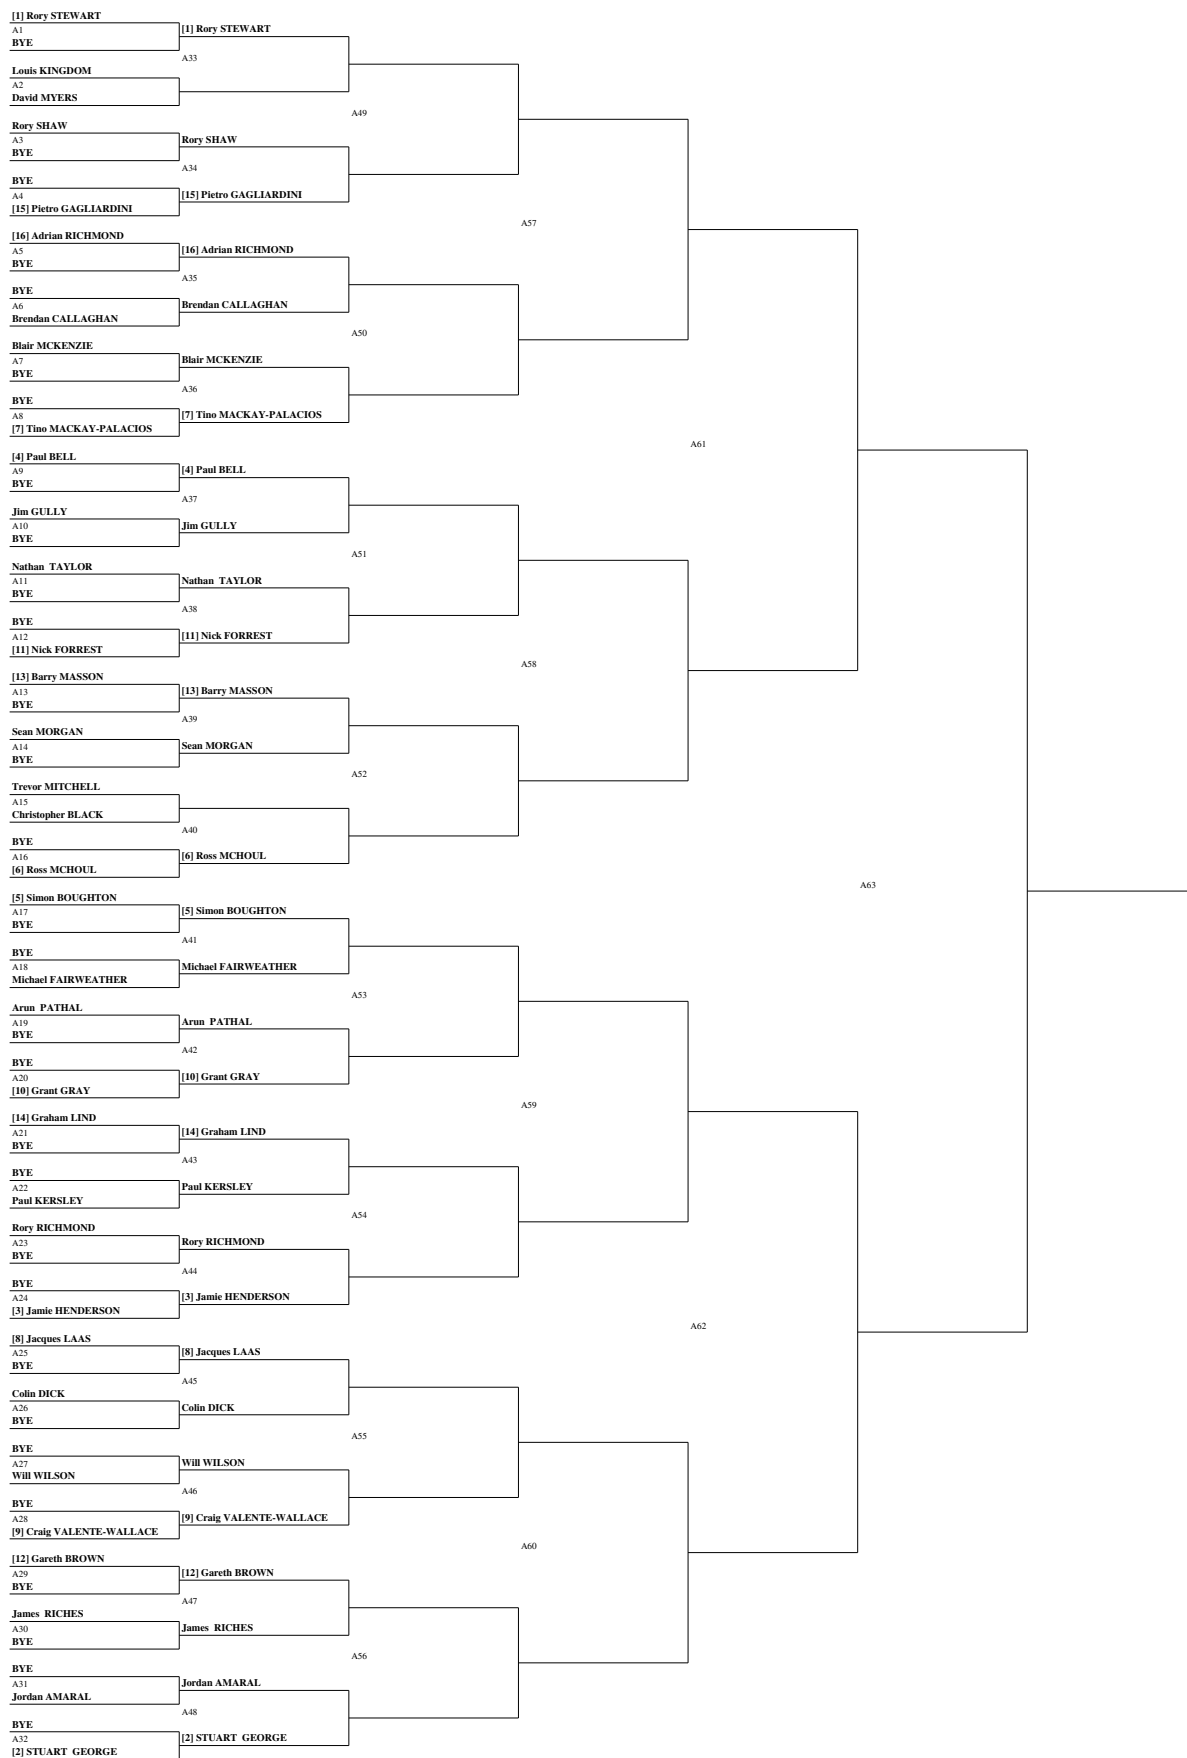 [1] Rory STEWART
A1
BYE
Louis KINGDOM
A2
David MYERS
Rory SHAW
A3
BYE
BYE
A4
[15] Pietro GAGLIARDINI
[16] Adrian RICHMOND
A5
BYE
BYE
A6
Brendan CALLAGHAN
Blair MCKENZIE
A7
BYE
BYE
A8
[7] Tino MACKAY-PALACIOS
[4] Paul BELL
A9
BYE
Jim GULLY
A10
BYE
Nathan  TAYLOR
A11
BYE
BYE
A12
[11] Nick FORREST
[13] Barry MASSON
A13
BYE
Sean MORGAN
A14
BYE
Trevor MITCHELL
A15
Christopher BLACK
BYE
A16
[6] Ross MCHOUL
[5] Simon BOUGHTON
A17
BYE
BYE
A18
Michael FAIRWEATHER
Arun  PATHAL
A19
BYE
BYE
A20
[10] Grant GRAY
[14] Graham LIND
A21
BYE
BYE
A22
Paul KERSLEY
Rory RICHMOND
A23
BYE
BYE
A24
[3] Jamie HENDERSON
[8] Jacques LAAS
A25
BYE
Colin DICK
A26
BYE
BYE
A27
Will WILSON
BYE
A28
[9] Craig VALENTE-WALLACE
[12] Gareth BROWN
A29
BYE
James  RICHES
A30
BYE
BYE
A31
Jordan AMARAL
BYE
A32
[2] STUART  GEORGE
[1] Rory STEWART
A33
Rory SHAW
A34
[15] Pietro GAGLIARDINI
[16] Adrian RICHMOND
A35
Brendan CALLAGHAN
Blair MCKENZIE
A36
[7] Tino MACKAY-PALACIOS
[4] Paul BELL
A37
Jim GULLY
Nathan  TAYLOR
A38
[11] Nick FORREST
[13] Barry MASSON
A39
Sean MORGAN
A40
[6] Ross MCHOUL
[5] Simon BOUGHTON
A41
Michael FAIRWEATHER
Arun  PATHAL
A42
[10] Grant GRAY
[14] Graham LIND
A43
Paul KERSLEY
Rory RICHMOND
A44
[3] Jamie HENDERSON
[8] Jacques LAAS
A45
Colin DICK
Will WILSON
A46
[9] Craig VALENTE-WALLACE
[12] Gareth BROWN
A47
James  RICHES
Jordan AMARAL
A48
[2] STUART  GEORGE
A49
A50
A51
A52
A53
A54
A55
A56
A57
A58
A59
A60
A61
A62
A63